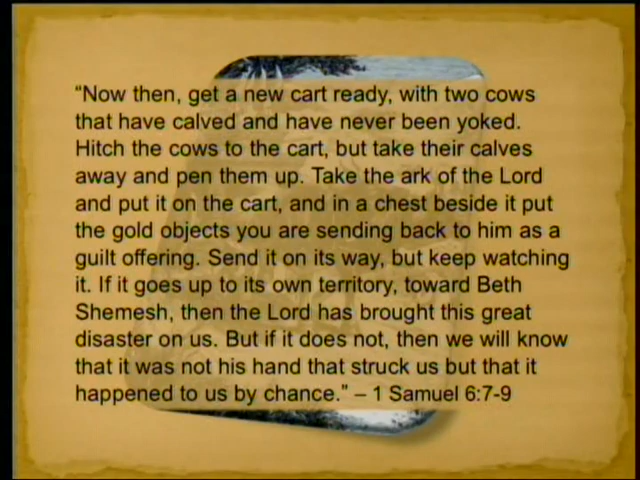 “Now then, get a new cart ready, with two cows
that have calved and have never been yoked.
Hitch the cows to the cart, but take their calves
away and pen them up. Take the ark of the Lord
and put it on the cart, and in a chest beside it put
the gold objects you are sending back to him as a
guilt offering. Send it on its way, but keep watching
it. If it goes up to its own territory, toward Beth
Shemesh, then the Lord has brought this great
disaster on us. But if it does not, then we will know
that it was not his hand that struck us but that it
happened to us by chance.” – 1 Samuel 6:7-9